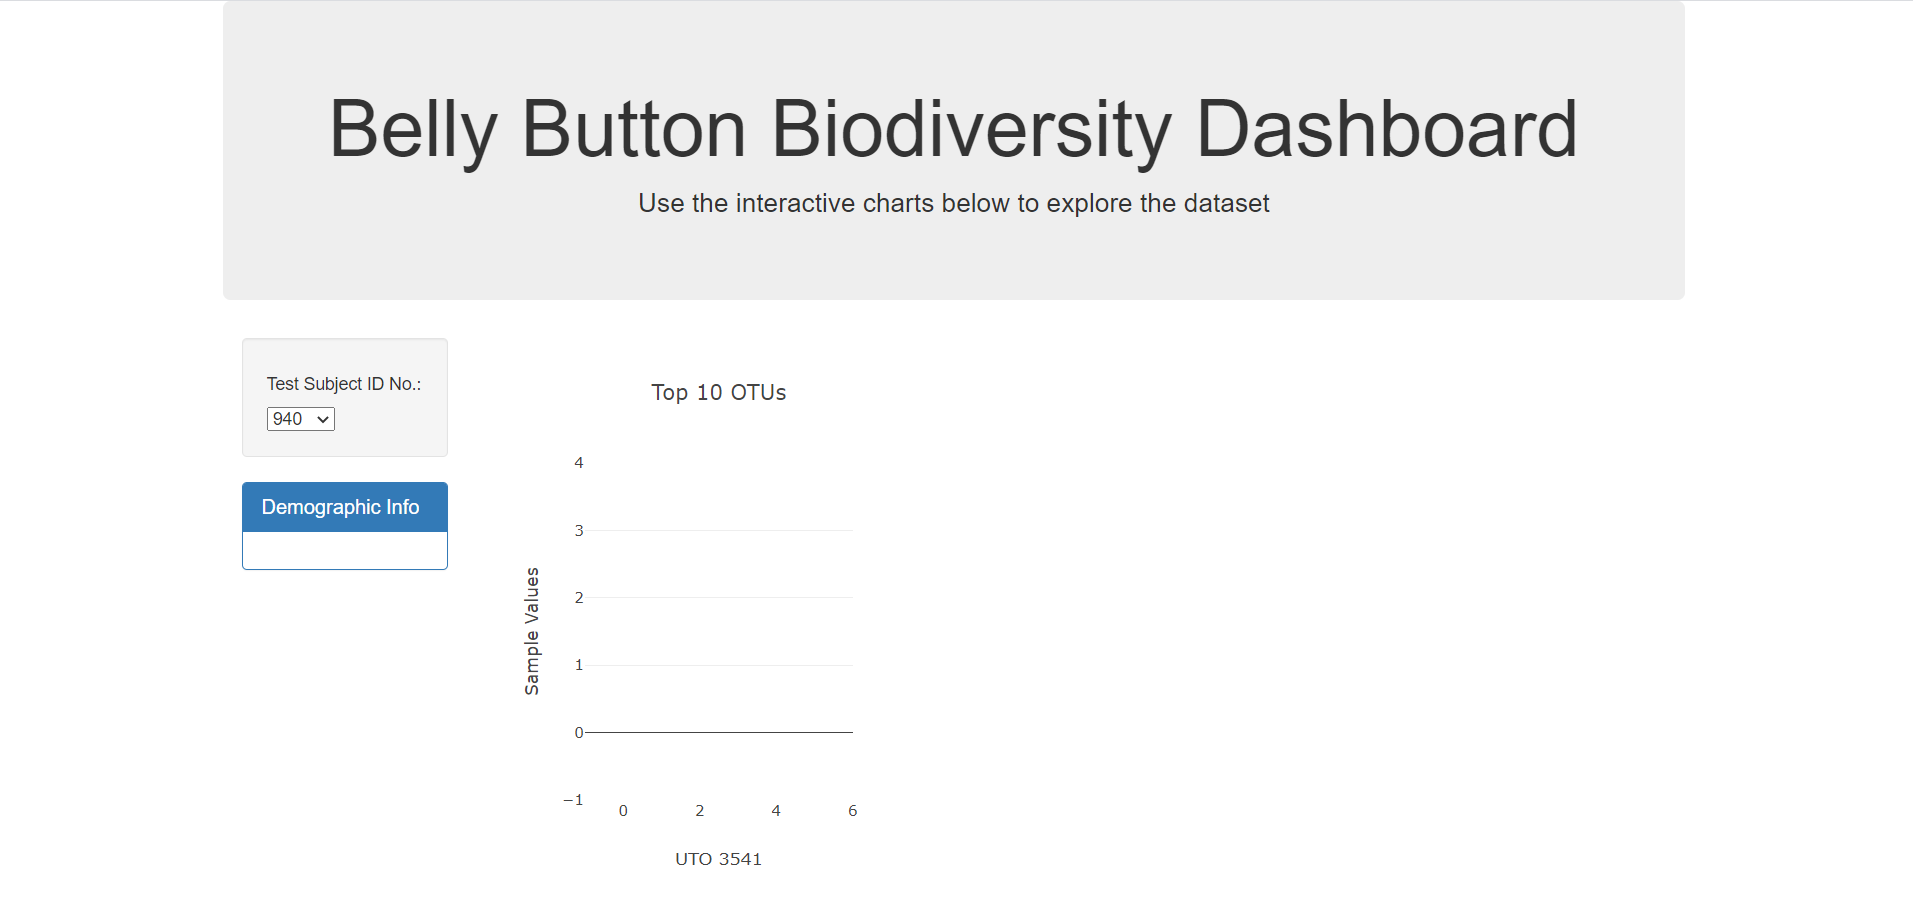 Belly Button Biodiversity Dashboard
Use the interactive charts below to explore the dataset
Test Subject ID No.:
940
Demographic Info
Top 10 OTUs
4
3
2
1
0
−1
Sample Values
0 2 4 6
UTO 3541